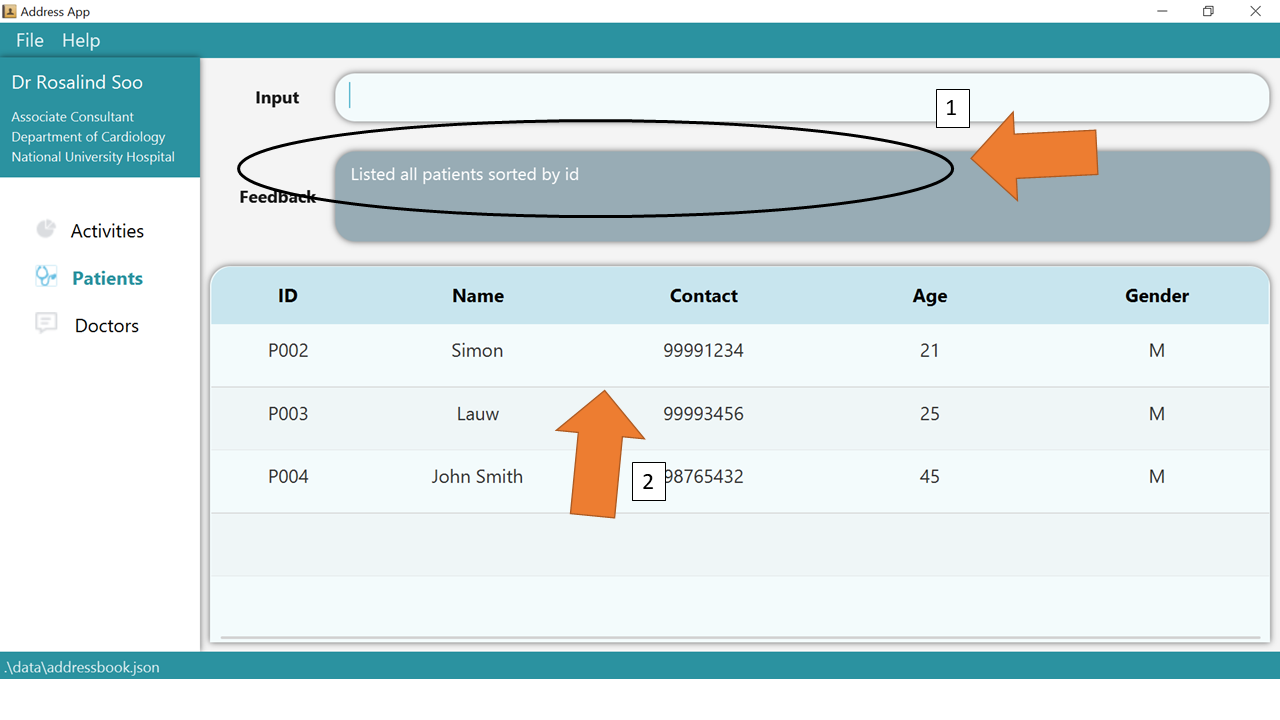 Address App
File Help
Dr Rosalind Soo
Associate Consultant
Department of Cardiology
National University Hospital
Activities
Patients
Doctors
Input
1
Feedback
Listed all patients sorted by id
ID Name Contact Age Gender
P002 Simon 99991234 21 M
P003 Lauw 99993456 25 M
P004 John Smith 98765432 45 M
2
.\data\addressbook.json